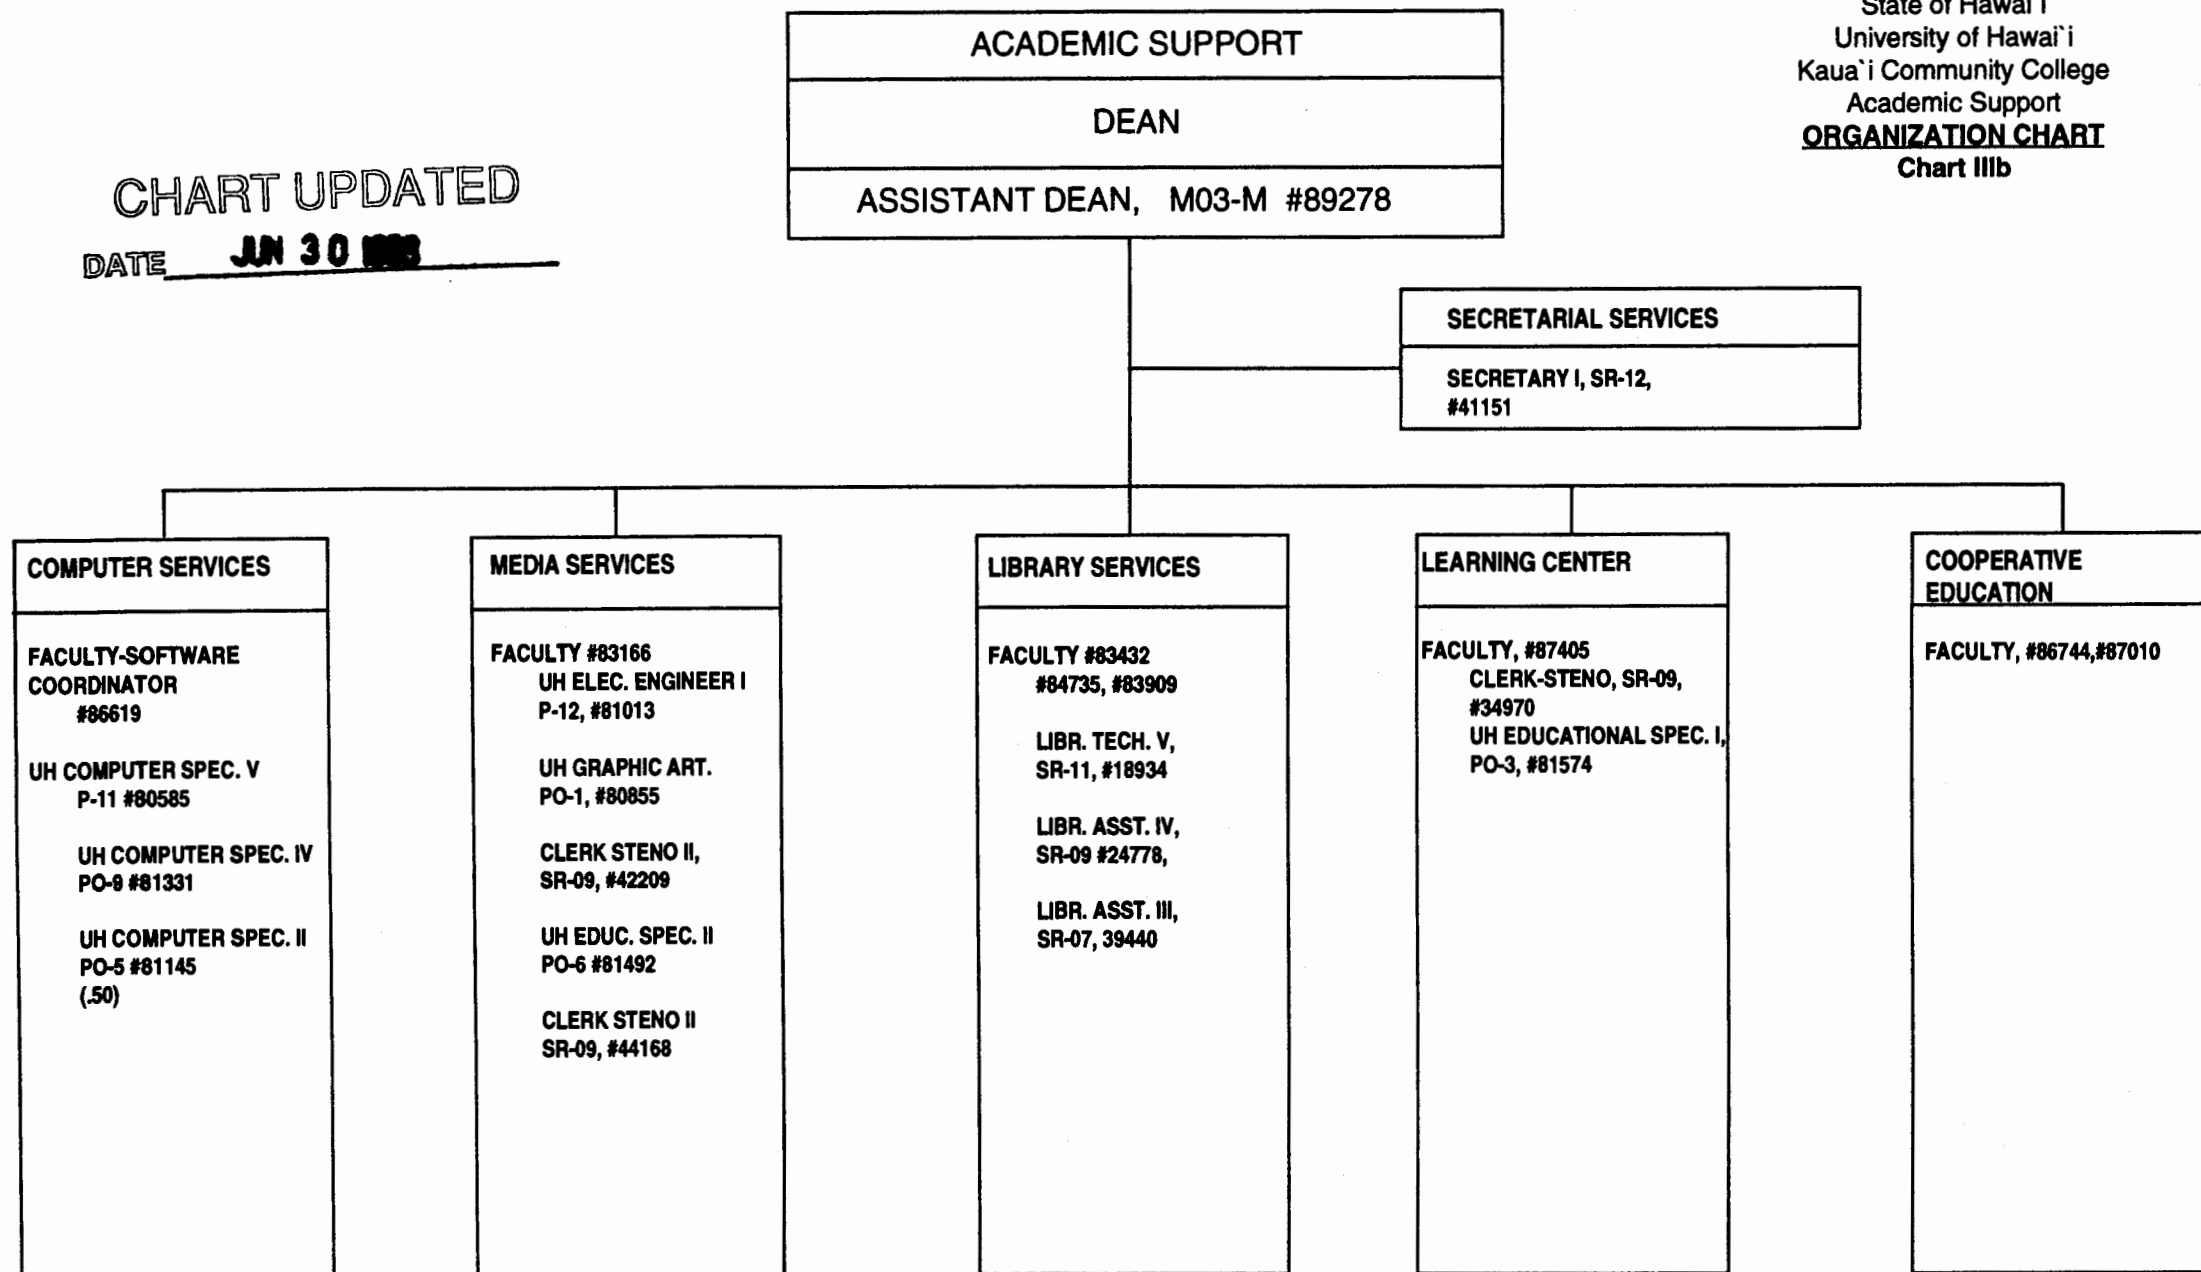 State of Hawai`i
University of Hawai`i
Kaua`i Community College
Academic Support
ORGANIZATION CHART
Chart IIIb
CHART UPDATED
DATE JUN 30
ACADEMIC SUPPORT
DEAN
ASSISTANT DEAN, M03-M #89278
SECRETARIAL SERVICES
SECRETARY I, SR-12,
#41151
COMPUTER SERVICES
FACULTY-SOFTWARE
COORDINATOR
#86619
UH COMPUTER SPEC. V
P-11 #80585
UH COMPUTER SPEC. IV
PO-9 #81331
UH COMPUTER SPEC. II
PO-5 #81145
(.50)
MEDIA SERVICES
FACULTY #83166
UH ELEC. ENGINEER I
P-12, #81013
UH GRAPHIC ART.
PO-1, #80855
CLERK STENO II,
SR-09, #42209
UH EDUC. SPEC. II
PO-6 #81492
CLERK STENO II
SR-09, #44168
LIBRARY SERVICES
FACULTY #83432
#84735, #83909
LIBR. TECH. V,
SR-11, #18934
LIBR. ASST. IV,
SR-09 #24778,
LIBR. ASST. III,
SR-07, 39440
LEARNING CENTER
FACULTY, #87405
CLERK-STENO, SR-09,
#34970
UH EDUCATIONAL SPEC. I,
PO-3, #81574
COOPERATIVE
EDUCATION
FACULTY, #86744,#87010